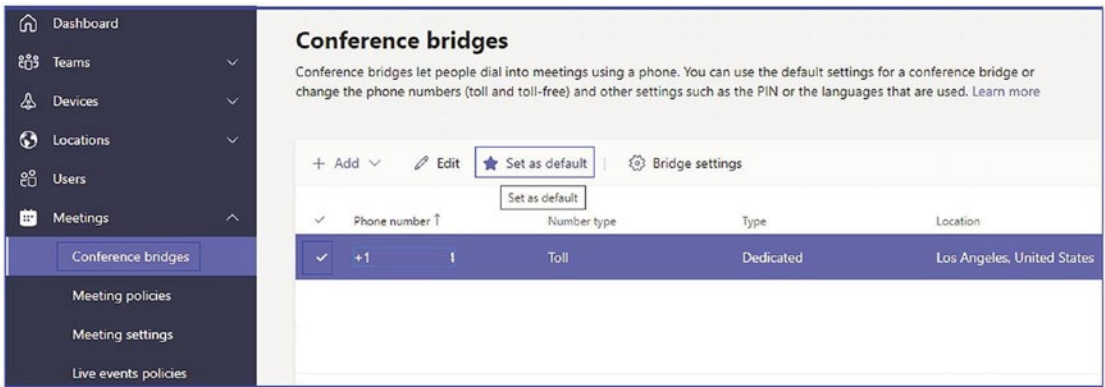 Dashboard
Teams
Devices
Locations
Users
Meetings
Conference bridges
Meeting policies
Meeting settings
Live events policies
Conference bridges
Conference bridges let people dial into meetings using a phone. You can use the default settings for a conference bridge or
change the phone numbers (toll and toll-free) and other settings such as the PIN or the languages that are used. Learn more
+ Add Edit Set as default Bridge settings
Set as default
Phone number ↑ Number type Type Location
+1 Toll Dedicated Los Angeles, United States